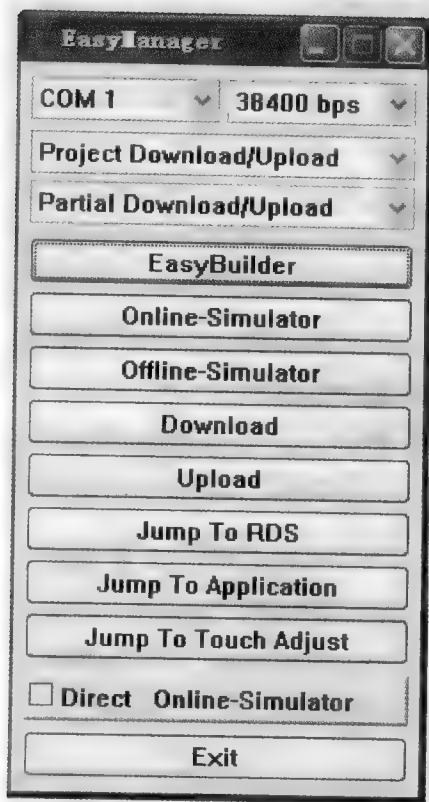 EasyManager
COM 1 38400 bps
Project Download/Upload
Partial Download/Upload
EasyBuilder
Online-Simulator
Offline-Simulator
Download
Upload
Jump To RDS
Jump To Application
Jump To Touch Adjust
Direct Online-Simulator
Exit